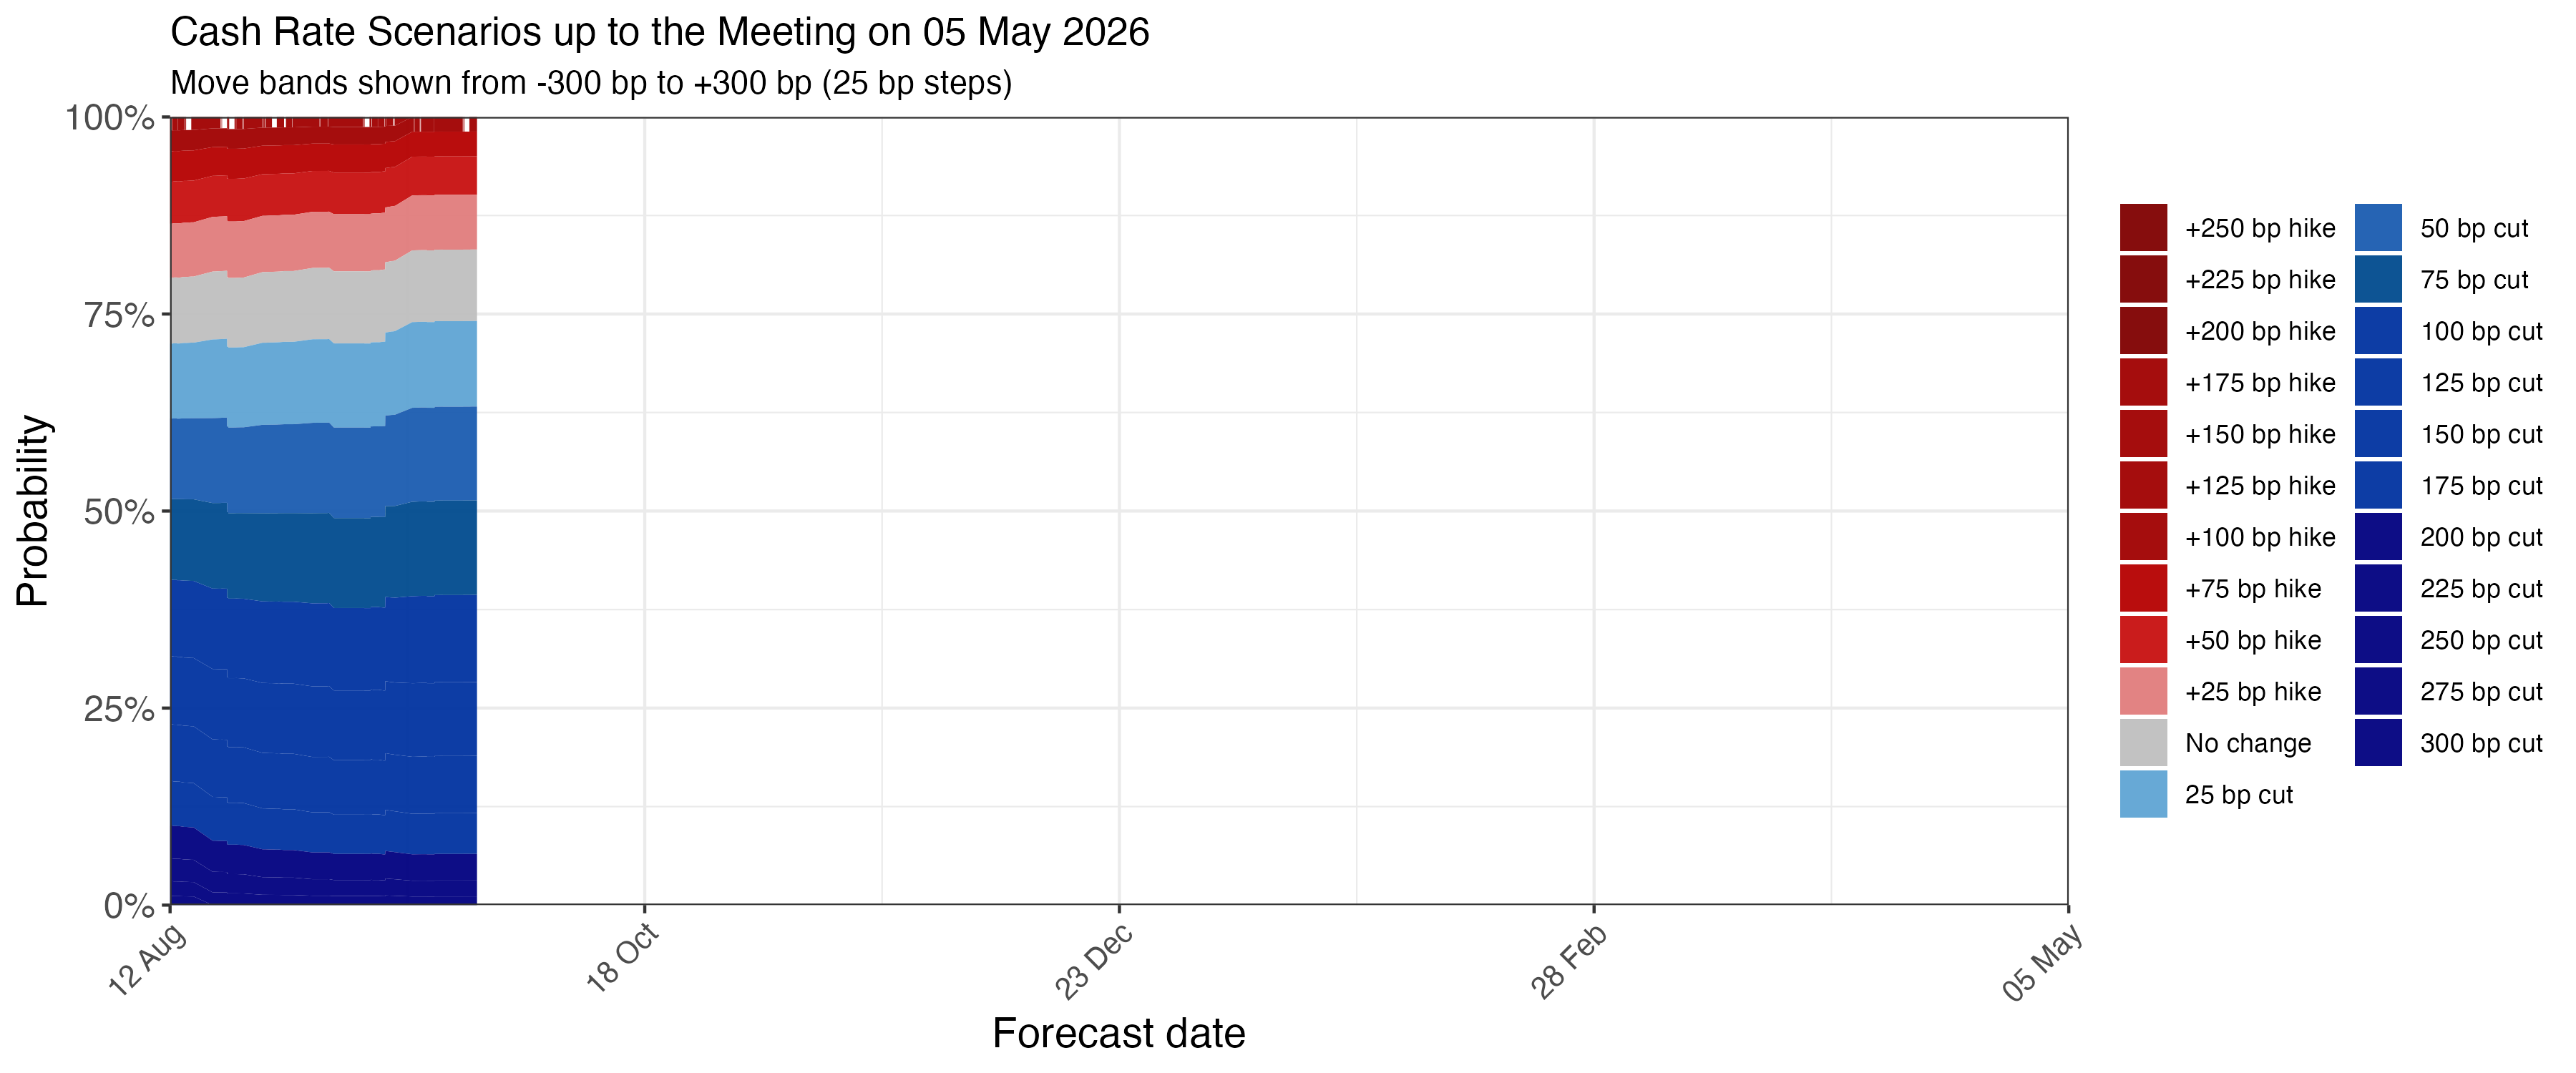 Cash Rate Scenarios up to the Meeting on 05 May 2026
Move bands shown from -300 bp to +300 bp (25 bp steps)
Probability
100%
75%
50%
25%
0%
12 Aug
18 Oct
23 Dec
28 Feb
05 May
Forecast date
+250 bp hike
+225 bp hike
+200 bp hike
+175 bp hike
+150 bp hike
+125 bp hike
+100 bp hike
+75 bp hike
+50 bp hike
+25 bp hike
No change
25 bp cut
50 bp cut
75 bp cut
100 bp cut
125 bp cut
150 bp cut
175 bp cut
200 bp cut
225 bp cut
250 bp cut
275 bp cut
300 bp cut